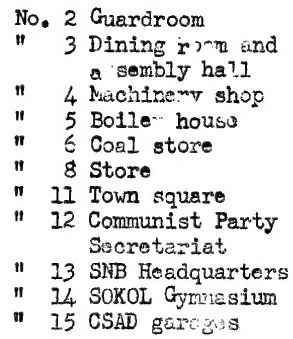 No. 2 Guardroom
" 3 Dining room and
assembly hall
" 4 Machinery shop
" 5 Boiler house
" 6 Coal store
" 8 Store
" 11 Town square
" 12 Communist Party
Secretariat
" 13 SNB Headquarters
" 14 SOKOL Gymnasium
" 15 CSAD garages